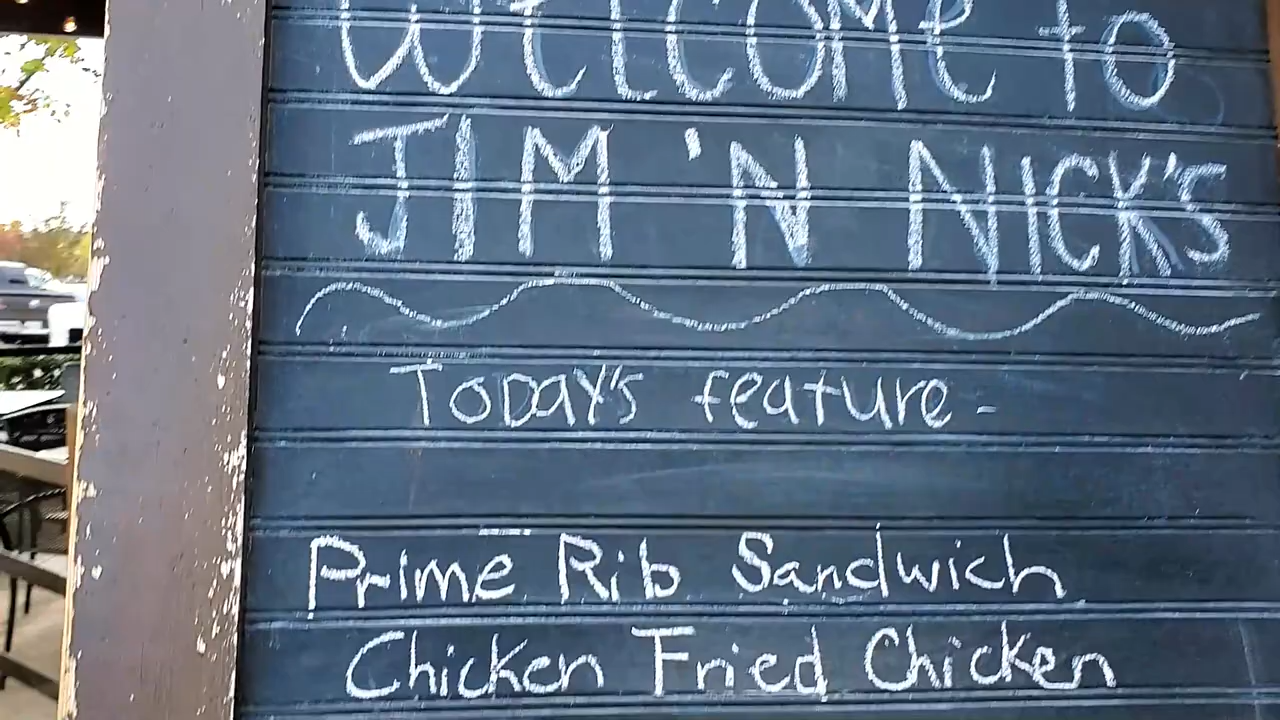 Welcome to
JIM 'N NICK'S
Today's feature -
Prime Rib Sandwich
Chicken Fried Chicken